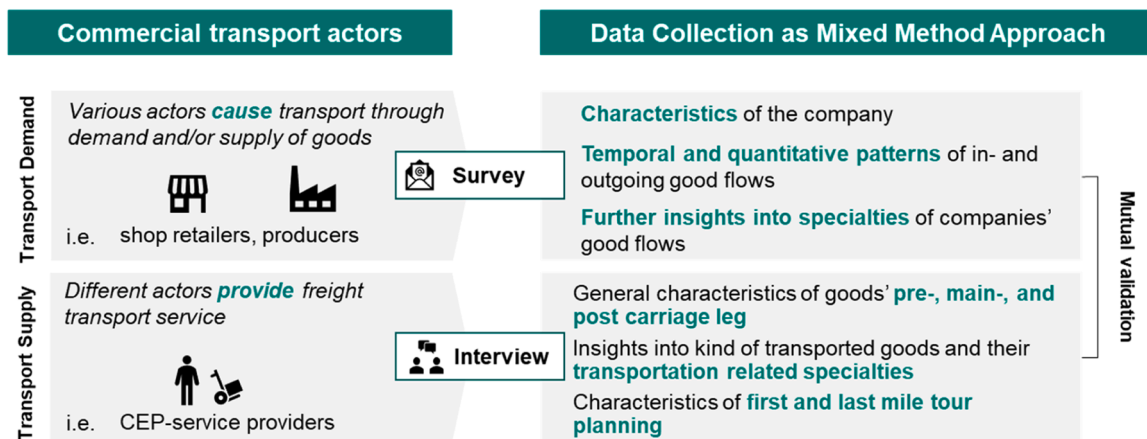 Commercial transport actors
Data Collection as Mixed Method Approach
Transport Demand
Various actors cause transport through
demand and/or supply of goods
i.e. shop retailers, producers
Survey
Characteristics of the company
Temporal and quantitative patterns of in- and
outgoing good flows
Further insights into specialties of companies'
good flows
Transport Supply
Different actors provide freight
transport service
i.e. CEP-service providers
Interview
General characteristics of goods' pre-, main-, and
post carriage leg
Insights into kind of transported goods and their
transportation related specialties
Characteristics of first and last mile tour
planning
Mutual validation